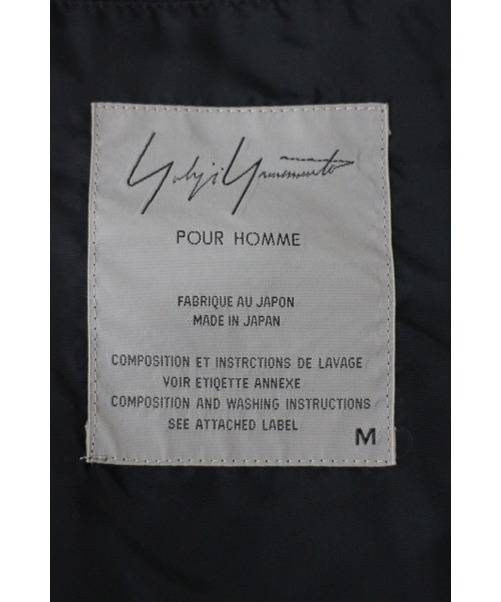 Yohji Yamamoto
POUR HOMME
FABRIQUE AU JAPON
MADE IN JAPAN
COMPOSITION ET INSTRCTIONS DE LAVAGE
VOIR ETIQETTE ANNEXE
COMPOSITION AND WASHING INSTRUCTIONS
SEE ATTACHED LABEL
M